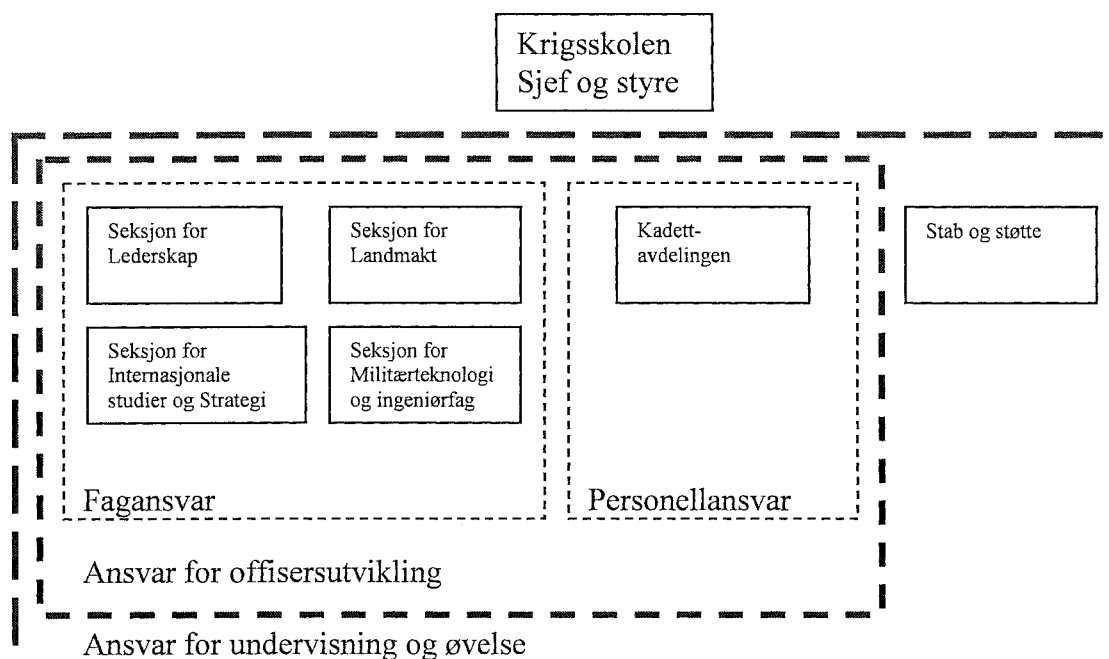 Krigsskolen
Sjef og styre
Seksjon for
Lederskap
Seksjon for
Landmakt
Kadett-
avdelingen
Stab og støtte
Seksjon for
Internasjonale
studier og Strategi
Seksjon for
Militærteknologi
og ingeniørfag
Fagansvar
Personellansvar
Ansvar for offisersutvikling
Ansvar for undervisning og øvelse